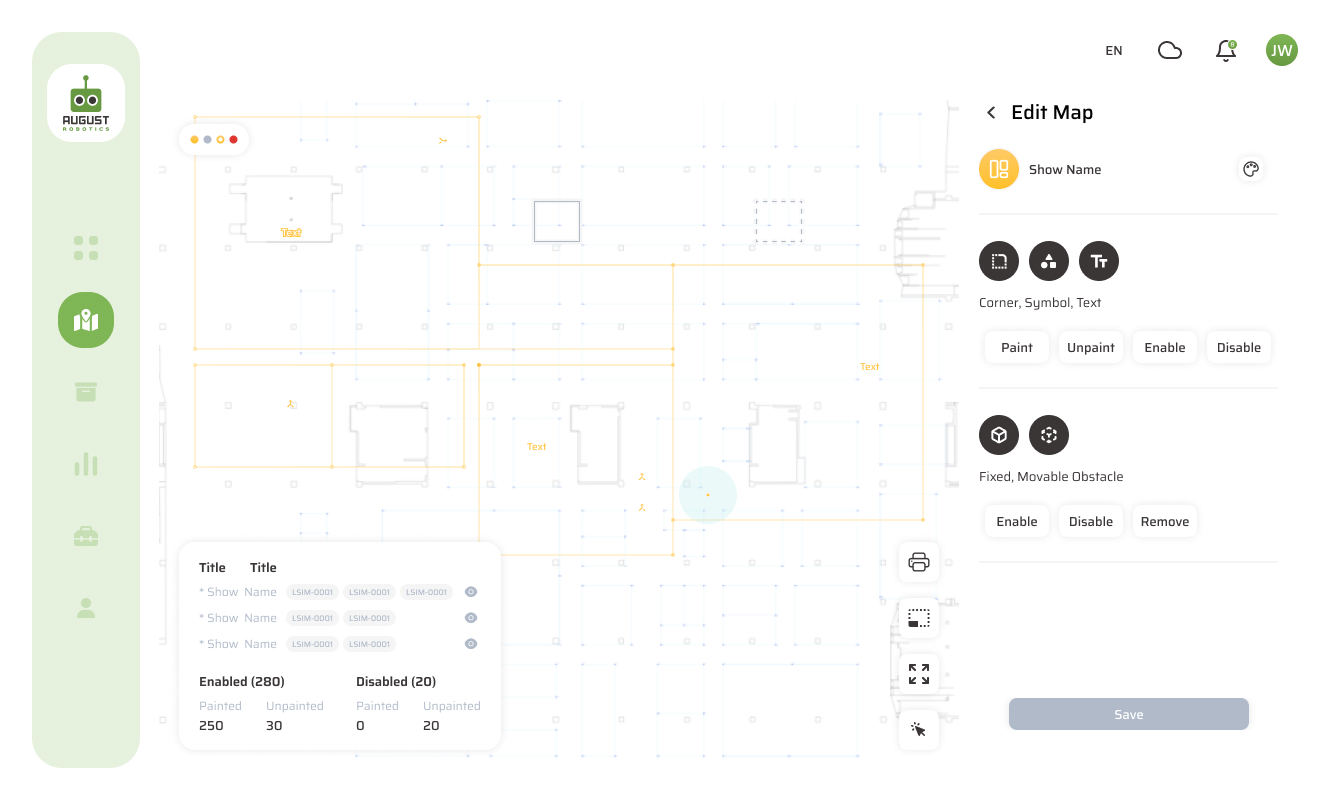 EN
JW
AUGUST
ROBOTICS
Edit Map
Show Name
Text
Text
Text
Corner, Symbol, Text
Paint
Unpaint
Enable
Disable
Fixed, Movable Obstacle
Enable
Disable
Remove
Title Title
* Show Name LSIM-0001 LSIM-0001 LSIM-0001
* Show Name LSIM-0001 LSIM-0001
* Show Name LSIM-0001 LSIM-0001
Enabled (280) Disabled (20)
Painted Unpainted Painted Unpainted
250 30 0 20
Save